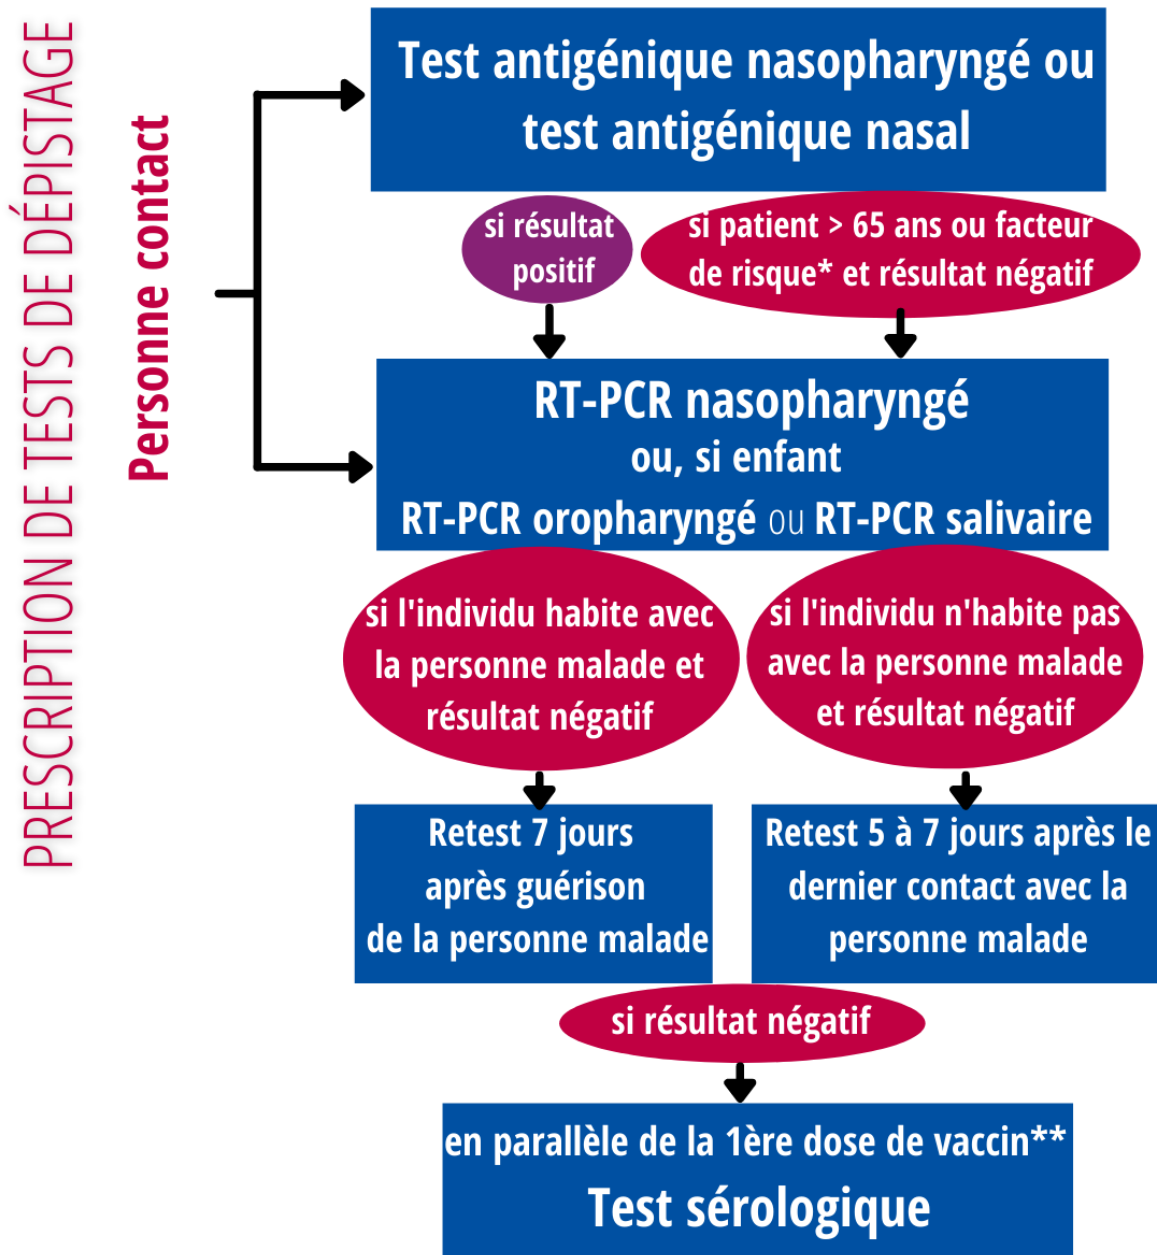 PRESCRIPTION DE TESTS DE DÉPISTAGE
Personne contact
Test antigénique nasopharyngé ou
test antigénique nasal
si résultat
positif
si patient > 65 ans ou facteur
de risque* et résultat négatif
RT-PCR nasopharyngé
ou, si enfant
RT-PCR oropharyngé ou RT-PCR salivaire
si l'individu habite avec
la personne malade et
résultat négatif
si l'individu n'habite pas
avec la personne malade
et résultat négatif
Retest 7 jours
après guérison
de la personne malade
Retest 5 à 7 jours après le
dernier contact avec la
personne malade
si résultat négatif
en parallèle de la 1ère dose de vaccin**
Test sérologique